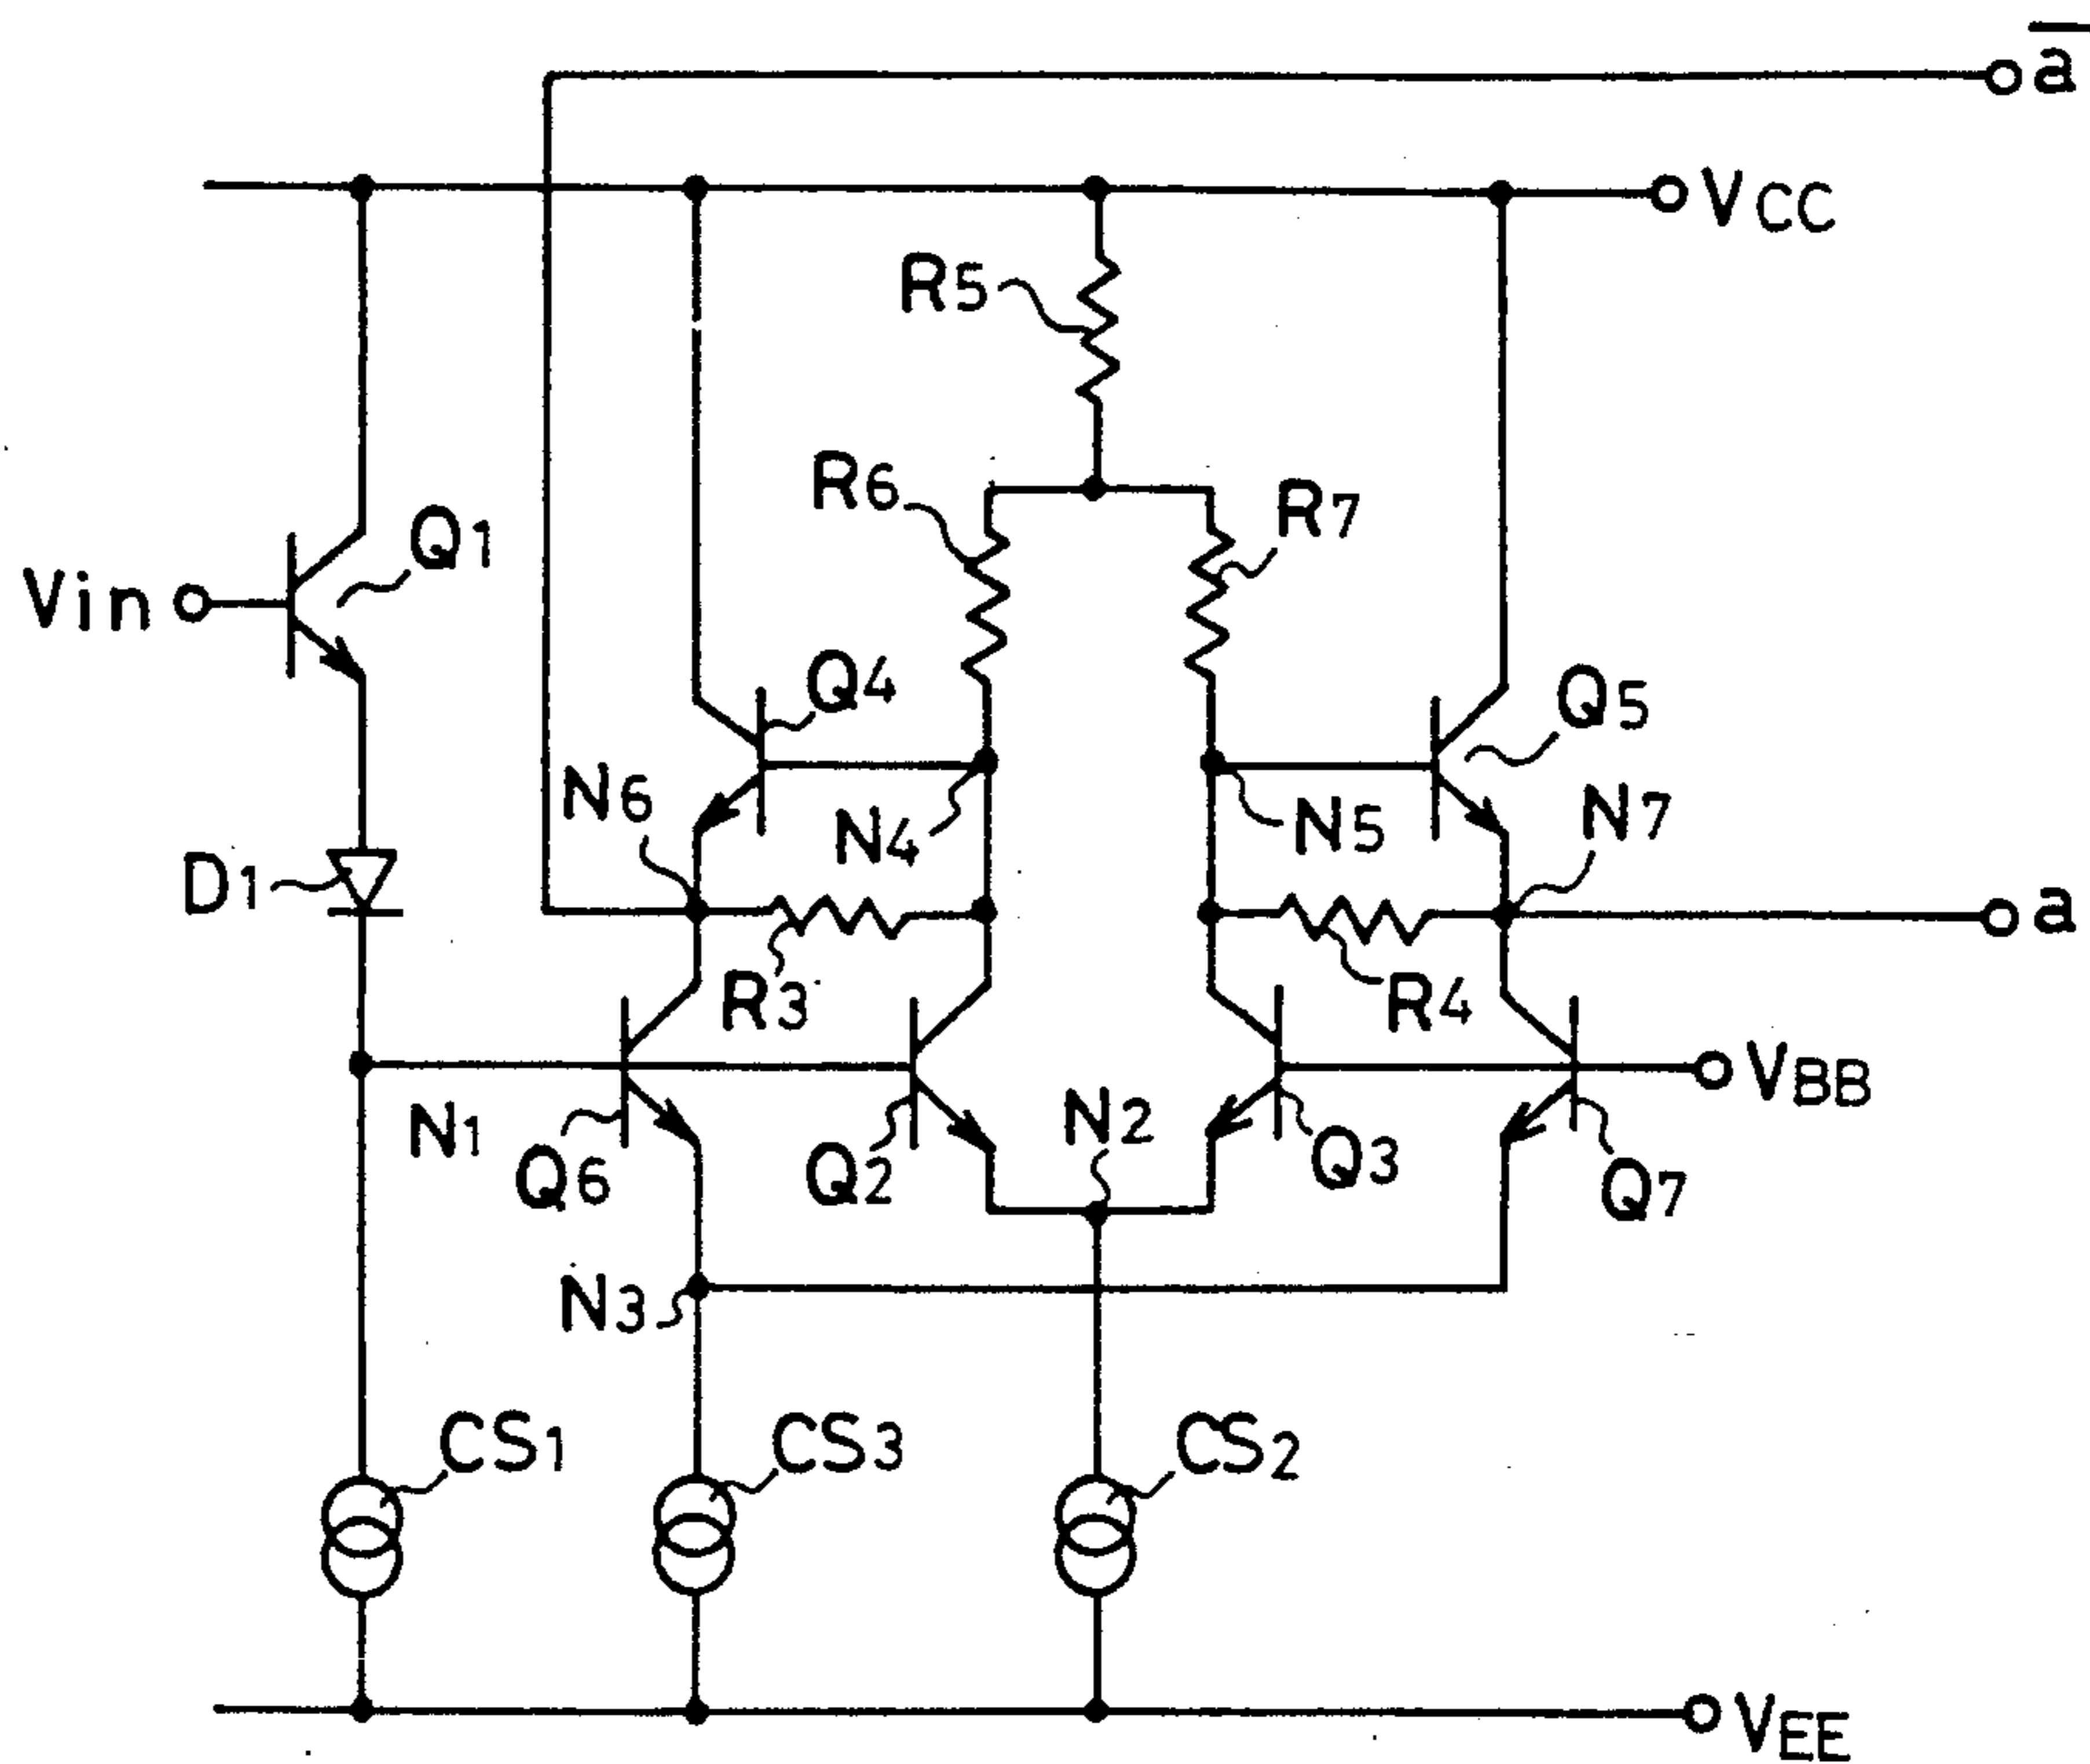 a̅
VCC
R5
R6
R7
Q1
Vin
Q4
Q5
N6
N4
N5
N7
D1
a
R3
R4
VBB
N1
N2
Q6
Q2
Q3
Q7
N3
CS1
CS3
CS2
VEE